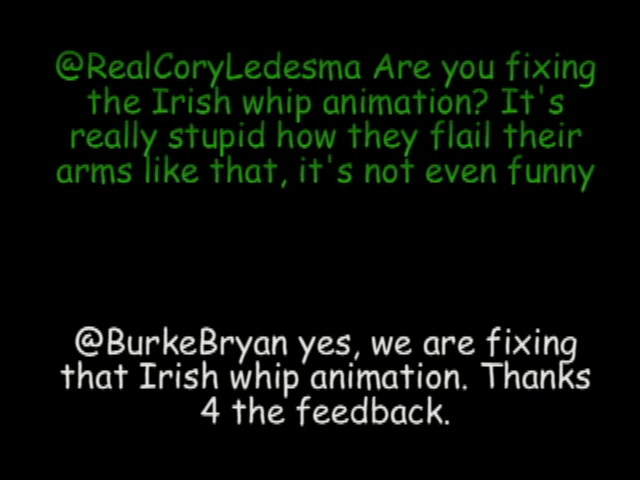 @RealCoryLedesma Are you fixing
the Irish whip animation? It's
really stupid how they flail their
arms like that, it's not even funny
@BurkeBryan yes, we are fixing
that Irish whip animation. Thanks
4 the feedback.